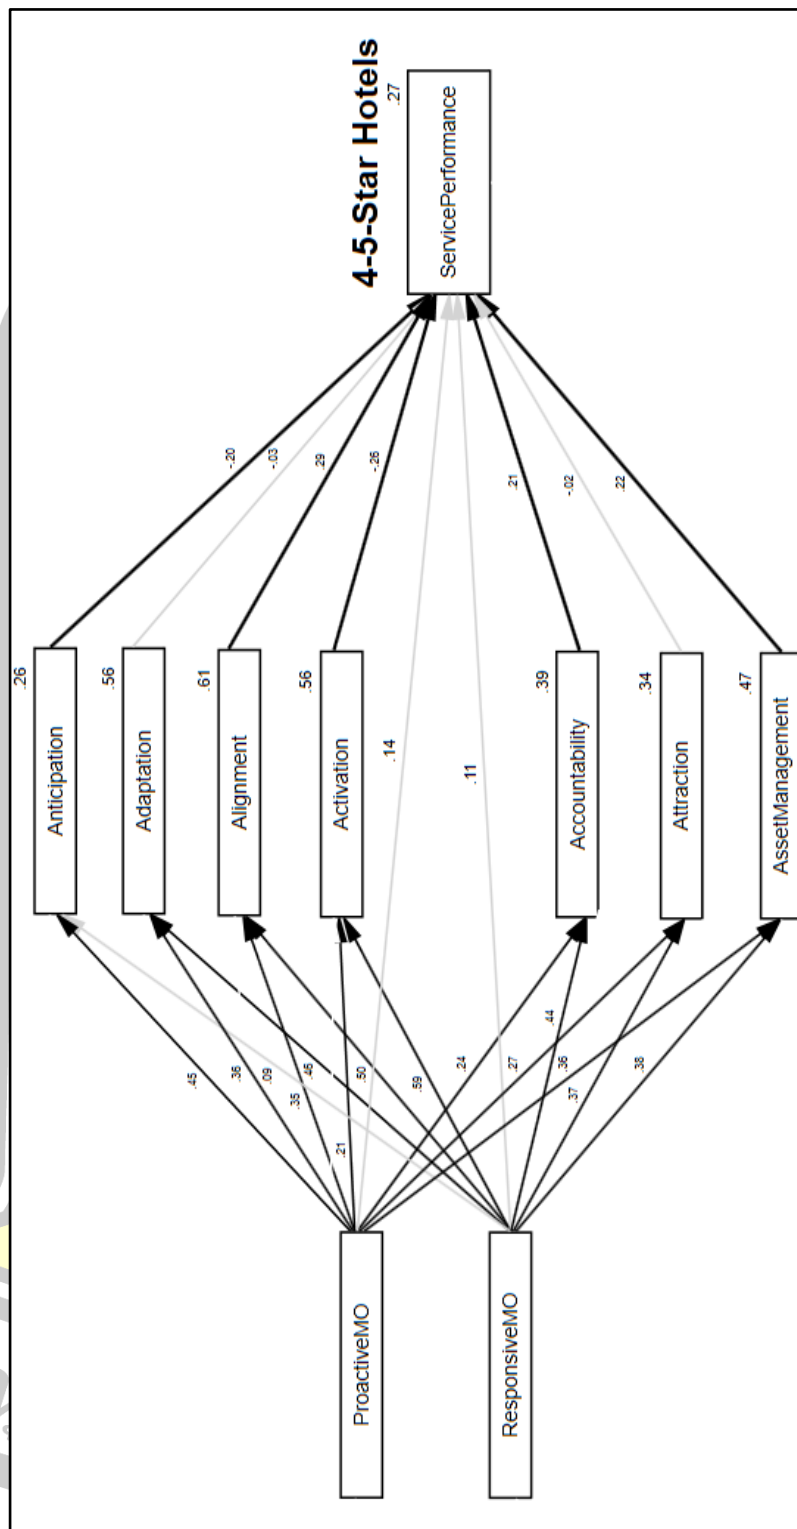 4-5-Star Hotels
.26
Anticipation
.56
Adaptation
.61
Alignment
.56
Activation
.39
Accountability
.34
Attraction
.47
AssetManagement
ProactiveMO
ResponsiveMO
.27
ServicePerformance
.45
.36
.09
.35
.46
.21
.50
.59
.24
.27
.44
.36
.37
.38
.14
.11
-.20
-.03
.29
-.26
.21
-.02
.22